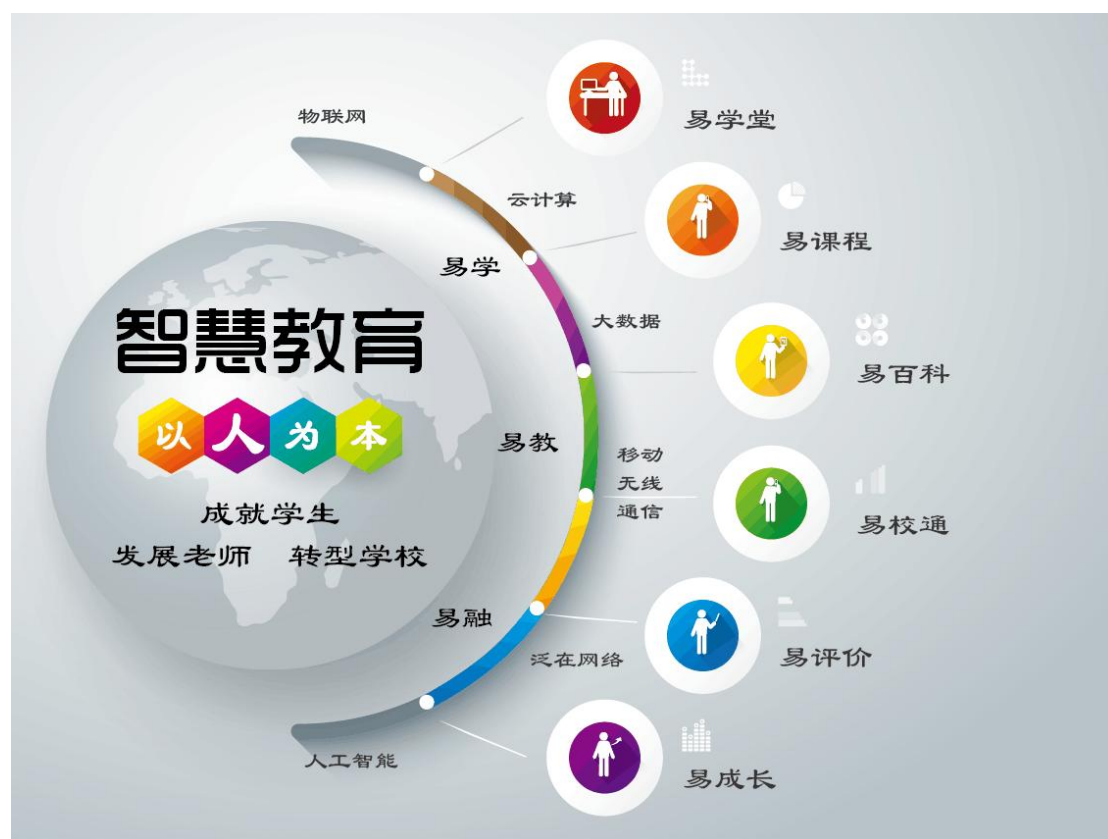 物联网
易学堂
云计算
易课程
易学
大数据
易百科
智慧教育
以人为本
成就学生
发展老师 转型学校
易教
移动
无线
通信
易校通
易融
泛在网络
易评价
人工智能
易成长